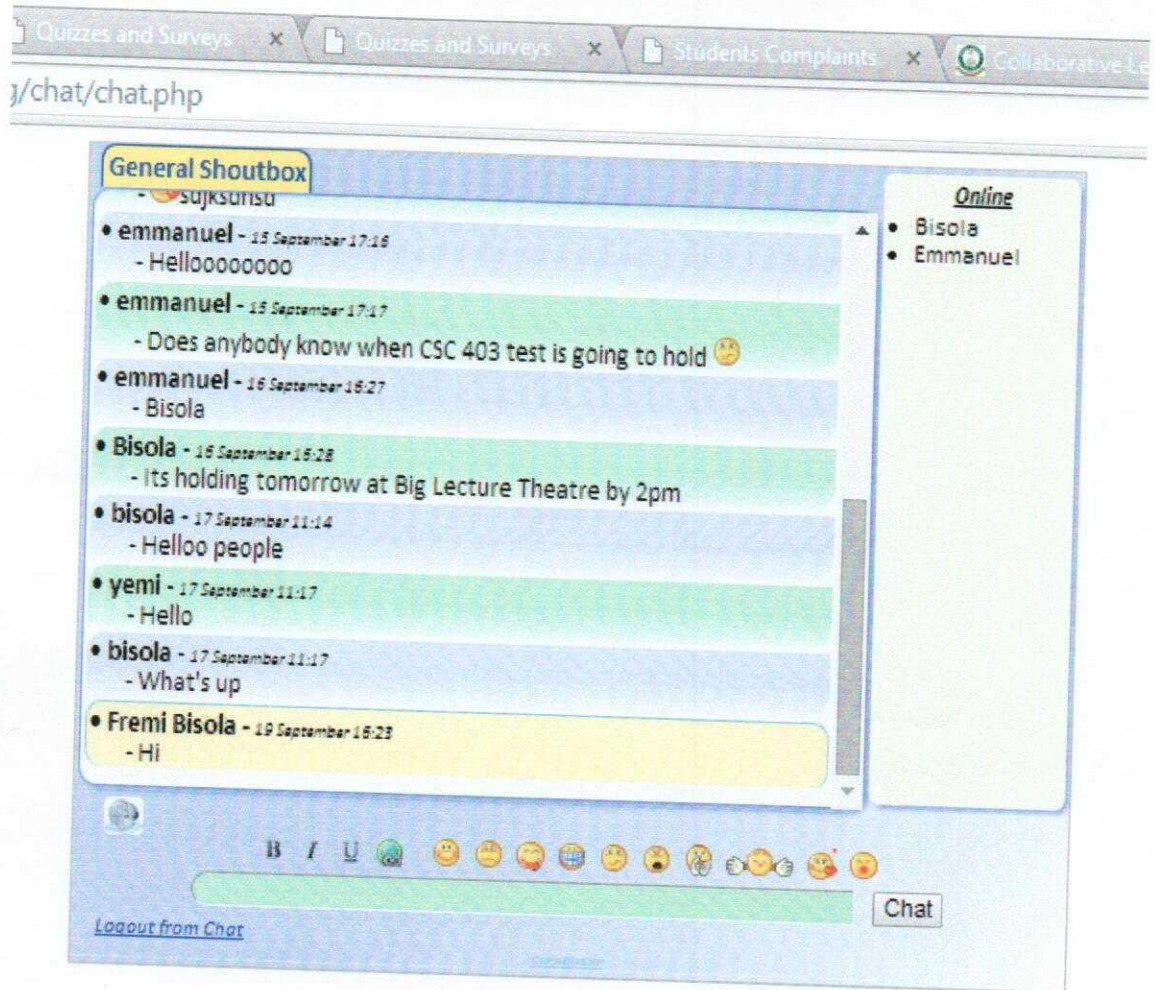 Quizzes and Surveys × Quizzes and Surveys × Students Complaints × Collaborative Le
g/chat/chat.php
General Shoutbox
Online
• Bisola
• Emmanuel
• emmanuel - 15 September 17:16
- Helloooooooo
• emmanuel - 15 September 17:17
- Does anybody know when CSC 403 test is going to hold
• emmanuel - 16 September 16:27
- Bisola
• Bisola - 16 September 16:28
- Its holding tomorrow at Big Lecture Theatre by 2pm
• bisola - 17 September 11:14
- Helloo people
• yemi - 17 September 11:17
- Hello
• bisola - 17 September 11:17
- What's up
• Fremi Bisola - 19 September 16:23
- Hi
B I U
Chat
Logout from Chat